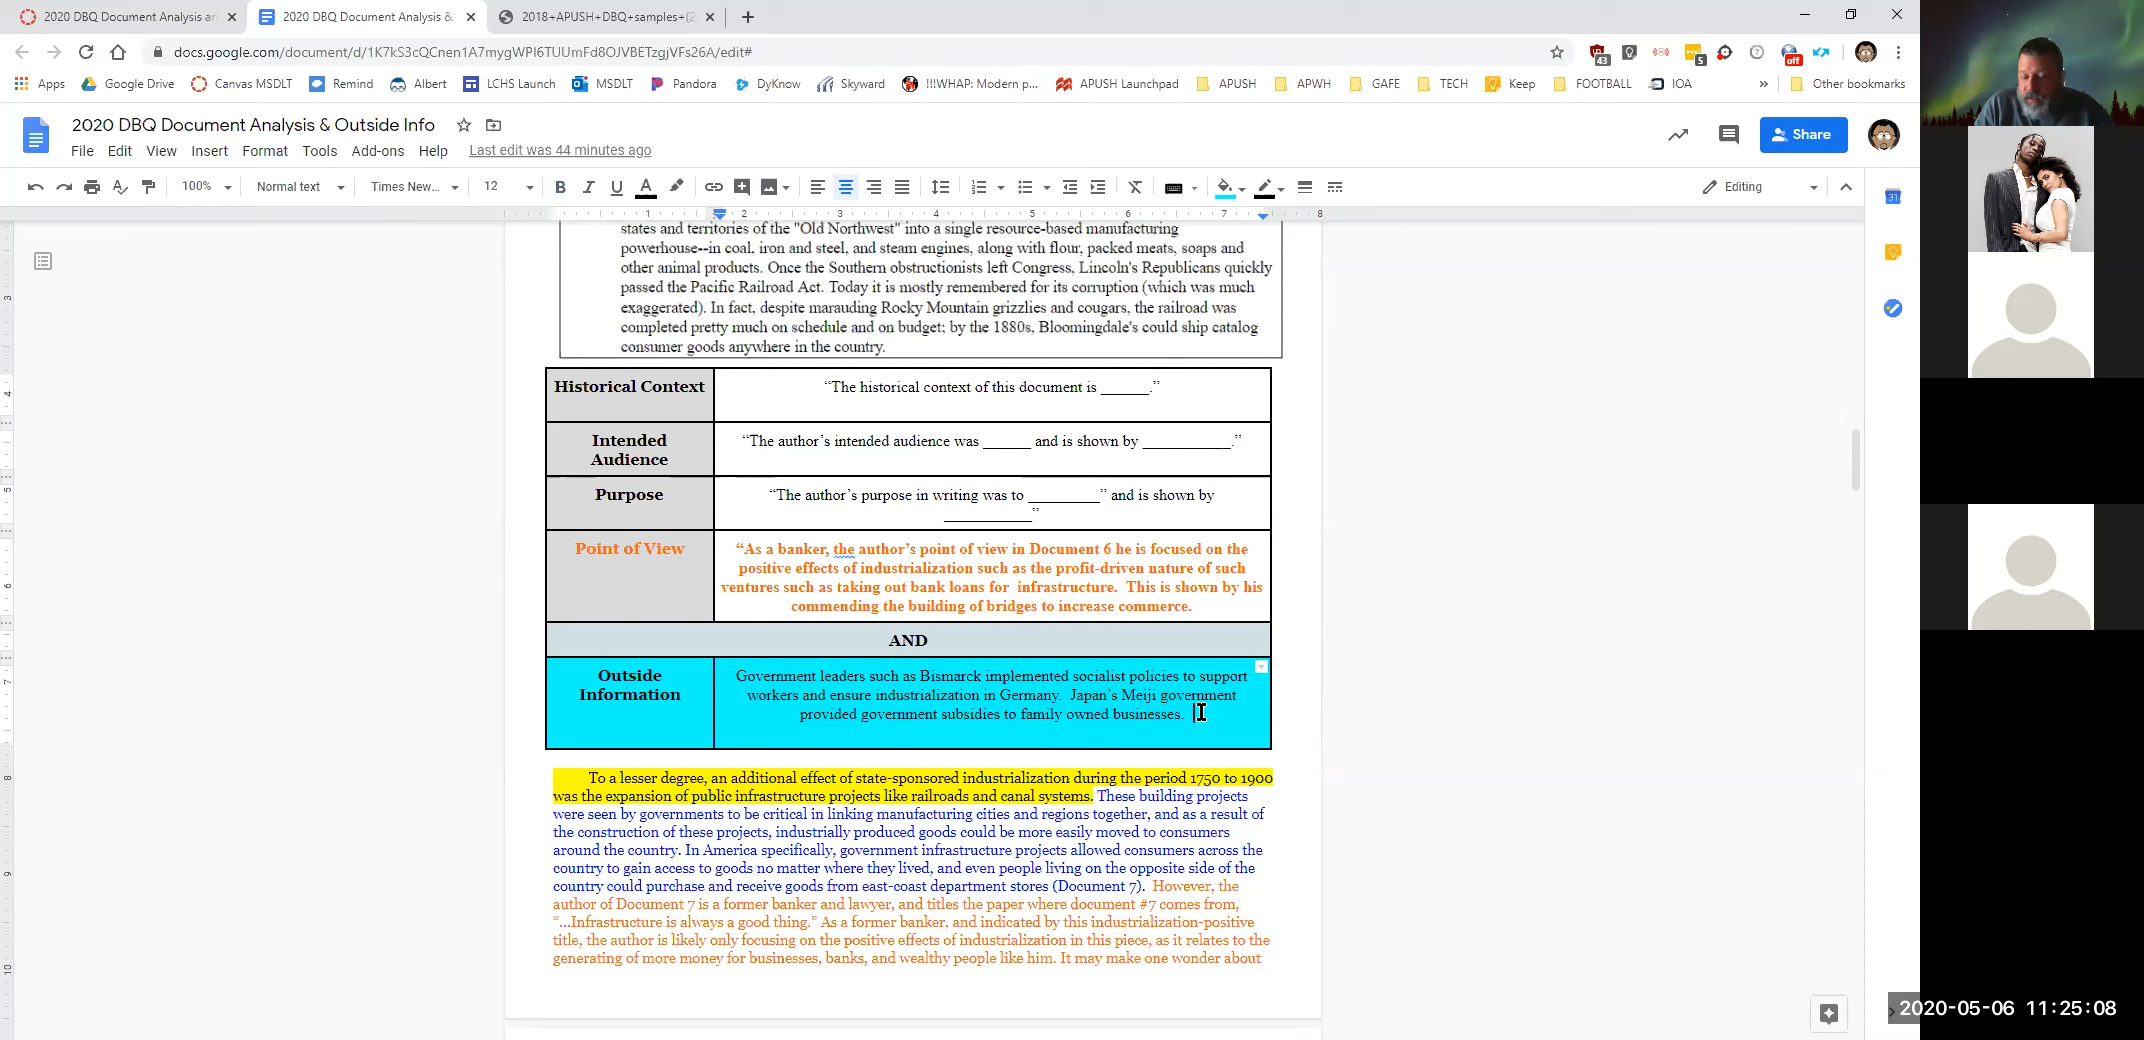 2020 DBQ Document Analysis an
2020 DBQ Document Analysis &
2018+APUSH+DBQ+samples+(2
docs.google.com/document/d/1K7kS3cQCnen1A7mygWPI6TUUmFd8OJVBETzgjVFs26A/edit#
43
5
off
Apps Google Drive Canvas MSDLT Remind Albert LCHS Launch MSDLT Pandora DyKnow Skyward !!!WHAP: Modern p... APUSH Launchpad APUSH APWH GAFE TECH Keep FOOTBALL IOA » Other bookmarks
2020 DBQ Document Analysis & Outside Info
Share
File Edit View Insert Format Tools Add-ons Help Last edit was 44 minutes ago
100% Normal text Times New... 12 B I U A Editing
31
1 2 3 4 5 6 7 8
3
4
5
6
7
8
9
10
states and territories of the "Old Northwest" into a single resource-based manufacturing
powerhouse--in coal, iron and steel, and steam engines, along with flour, packed meats, soaps and
other animal products. Once the Southern obstructionists left Congress, Lincoln's Republicans quickly
passed the Pacific Railroad Act. Today it is mostly remembered for its corruption (which was much
exaggerated). In fact, despite marauding Rocky Mountain grizzlies and cougars, the railroad was
completed pretty much on schedule and on budget; by the 1880s, Bloomingdale's could ship catalog
consumer goods anywhere in the country.
Historical Context
“The historical context of this document is ______.”
Intended
Audience
“The author’s intended audience was ______ and is shown by ___________.”
Purpose
“The author’s purpose in writing was to _________” and is shown by
___________”
Point of View
“As a banker, the author’s point of view in Document 6 he is focused on the
positive effects of industrialization such as the profit-driven nature of such
ventures such as taking out bank loans for infrastructure. This is shown by his
commending the building of bridges to increase commerce.
AND
Outside
Information
Government leaders such as Bismarck implemented socialist policies to support
workers and ensure industrialization in Germany. Japan’s Meiji government
provided government subsidies to family owned businesses.
To a lesser degree, an additional effect of state-sponsored industrialization during the period 1750 to 1900
was the expansion of public infrastructure projects like railroads and canal systems. These building projects
were seen by governments to be critical in linking manufacturing cities and regions together, and as a result of
the construction of these projects, industrially produced goods could be more easily moved to consumers
around the country. In America specifically, government infrastructure projects allowed consumers across the
country to gain access to goods no matter where they lived, and even people living on the opposite side of the
country could purchase and receive goods from east-coast department stores (Document 7). However, the
author of Document 7 is a former banker and lawyer, and titles the paper where document #7 comes from,
“...Infrastructure is always a good thing.” As a former banker, and indicated by this industrialization-positive
title, the author is likely only focusing on the positive effects of industrialization in this piece, as it relates to the
generating of more money for businesses, banks, and wealthy people like him. It may make one wonder about
2020-05-06 11:25:08